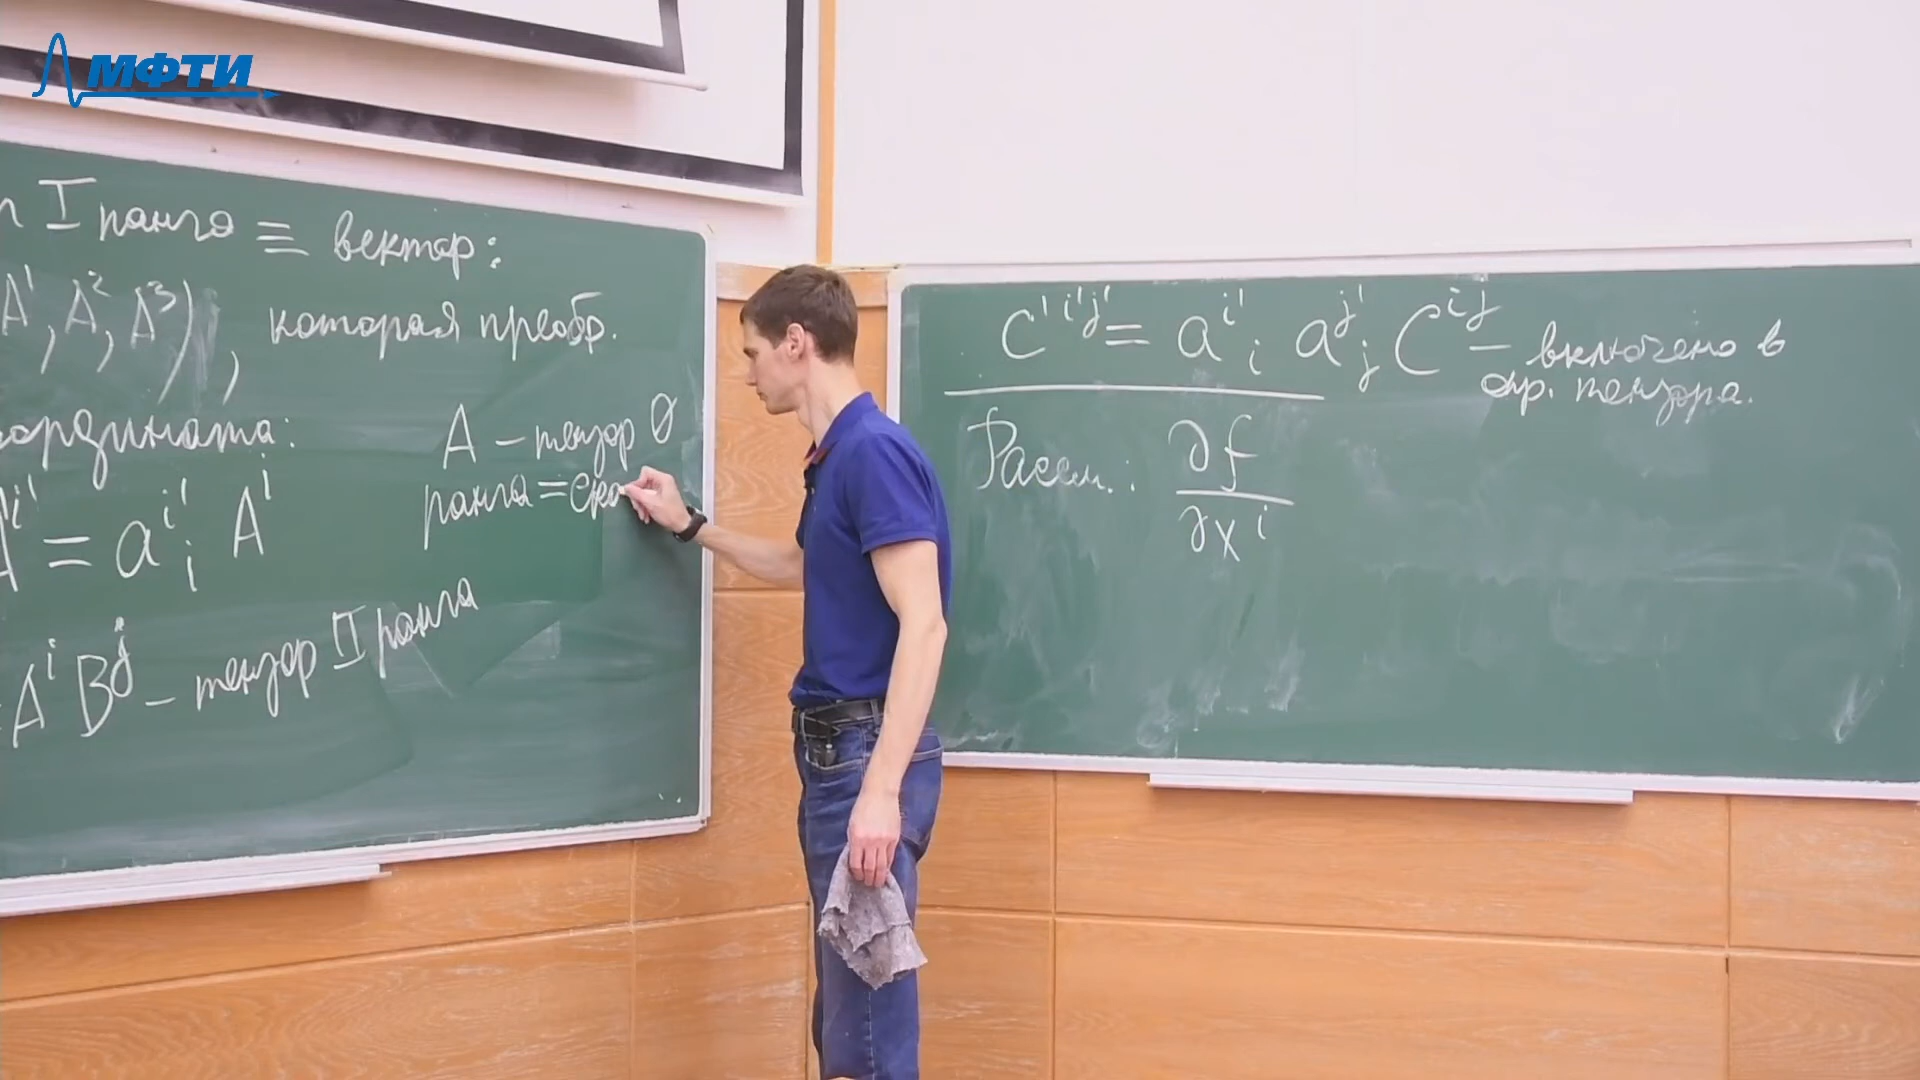 МФТИ
I ранга ≡ вектор:
A¹, A², A³), которая преобр.
координата:
A^{i'} = a^{i'}_i A^i
A^i B^j – тензор II ранга
A – тензор 0
ранга = ска
C'^{i'j'} = a^{i'}_i a^{j'}_j C^{ij} – включено в
опр. тензора.
Рассм.: ∂f
∂x^i